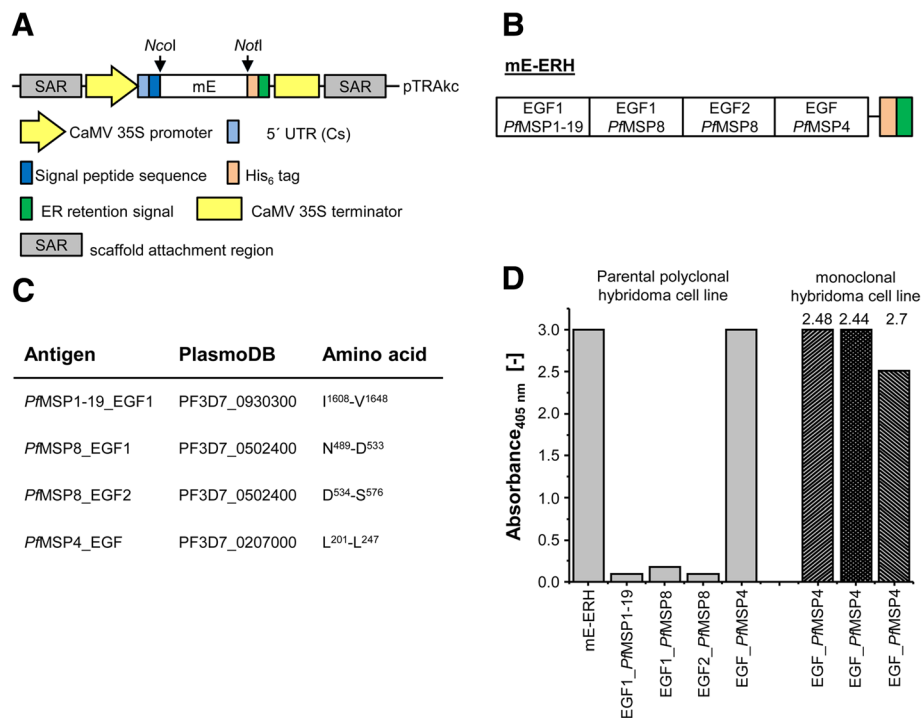 A
NcoI NotI
SAR mE SAR pTRAkc
CaMV 35S promoter 5´ UTR (Cs)
Signal peptide sequence His6 tag
ER retention signal CaMV 35S terminator
SAR scaffold attachment region
B
mE-ERH
EGF1 EGF1 EGF2 EGF
PfMSP1-19 PfMSP8 PfMSP8 PfMSP4
C
Antigen PlasmoDB Amino acid
PfMSP1-19_EGF1 PF3D7_0930300 I1608-V1648
PfMSP8_EGF1 PF3D7_0502400 N489-D533
PfMSP8_EGF2 PF3D7_0502400 D534-S576
PfMSP4_EGF PF3D7_0207000 L201-L247
D
Parental polyclonal
hybridoma cell line
monoclonal
hybridoma cell line
2.48 2.44 2.7
Absorbance405 nm [-]
3.0
2.5
2.0
1.5
1.0
0.5
0.0
mE-ERH
EGF1_PfMSP1-19
EGF1_PfMSP8
EGF2_PfMSP8
EGF_PfMSP4
EGF_PfMSP4
EGF_PfMSP4
EGF_PfMSP4